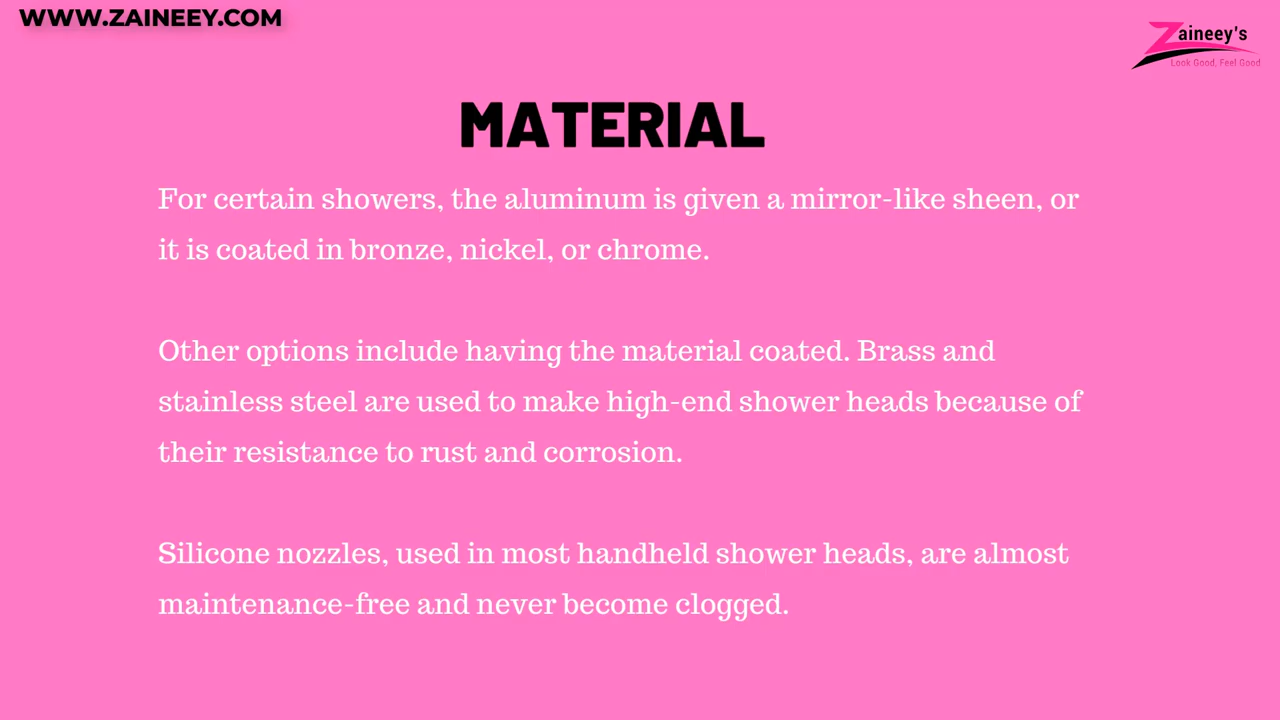 WWW.ZAINEEY.COM
Zaineey's
Look Good, Feel Good
MATERIAL
For certain showers, the aluminum is given a mirror-like sheen, or
it is coated in bronze, nickel, or chrome.
Other options include having the material coated. Brass and
stainless steel are used to make high-end shower heads because of
their resistance to rust and corrosion.
Silicone nozzles, used in most handheld shower heads, are almost
maintenance-free and never become clogged.